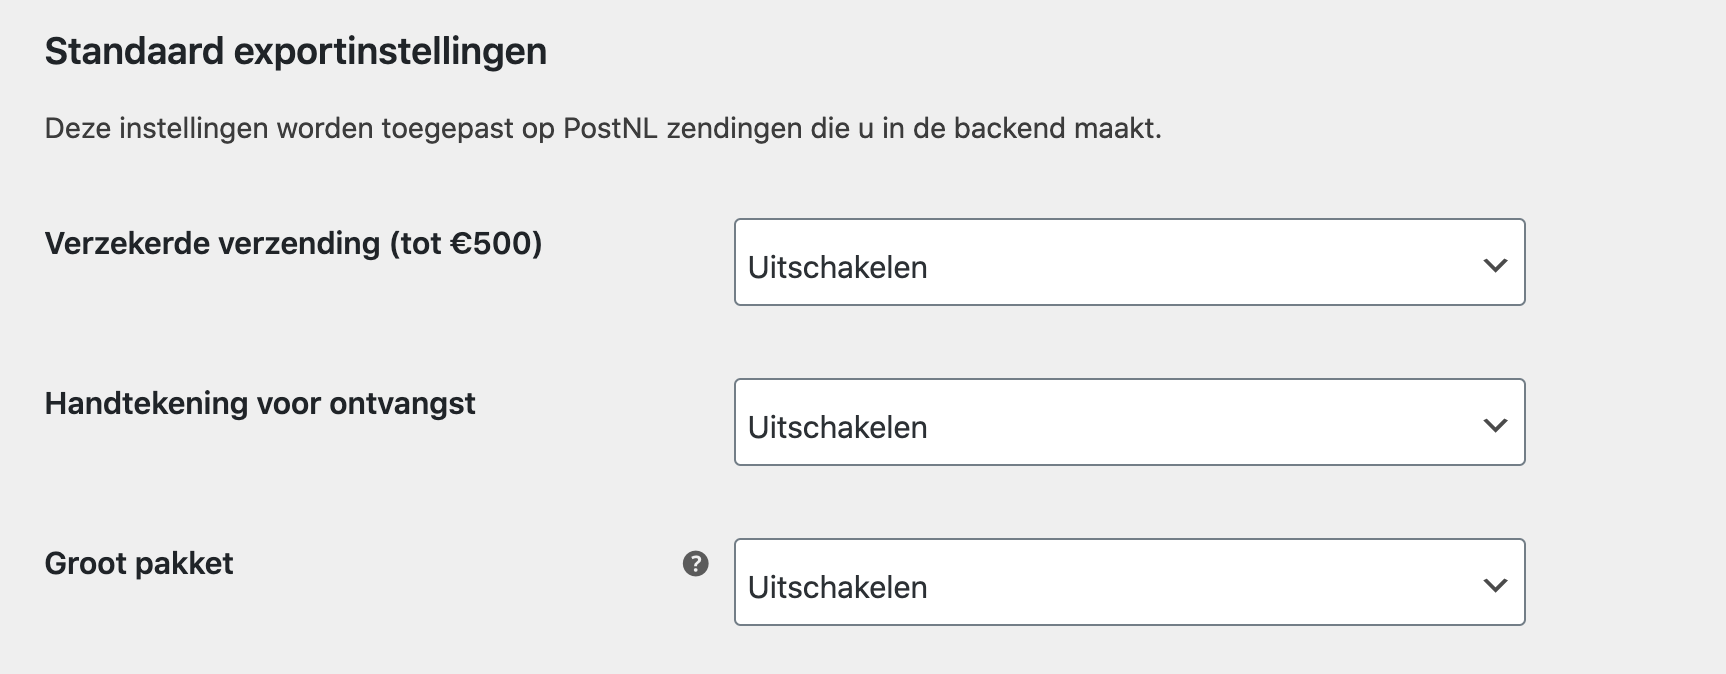 Standaard exportinstellingen
Deze instellingen worden toegepast op PostNL zendingen die u in de backend maakt.
Verzekerde verzending (tot €500)
Uitschakelen
Handtekening voor ontvangst
Uitschakelen
Groot pakket
?
Uitschakelen